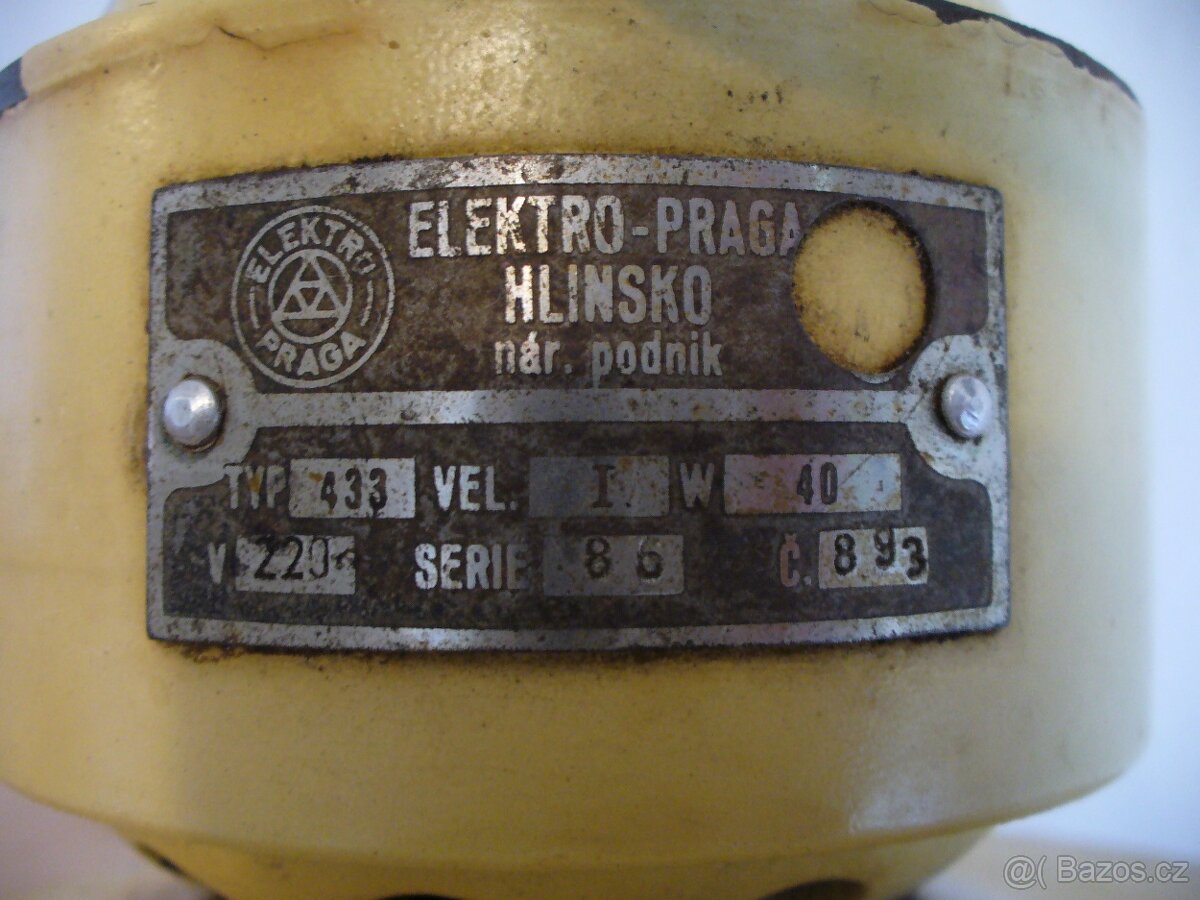 ELEKTRO PRAGA
ELEKTRO-PRAGA
HLINSKO
nár. podnik
TYP 433 VEL. I W 40
V 220 SERIE 86 Č. 893
@( Bazos.cz